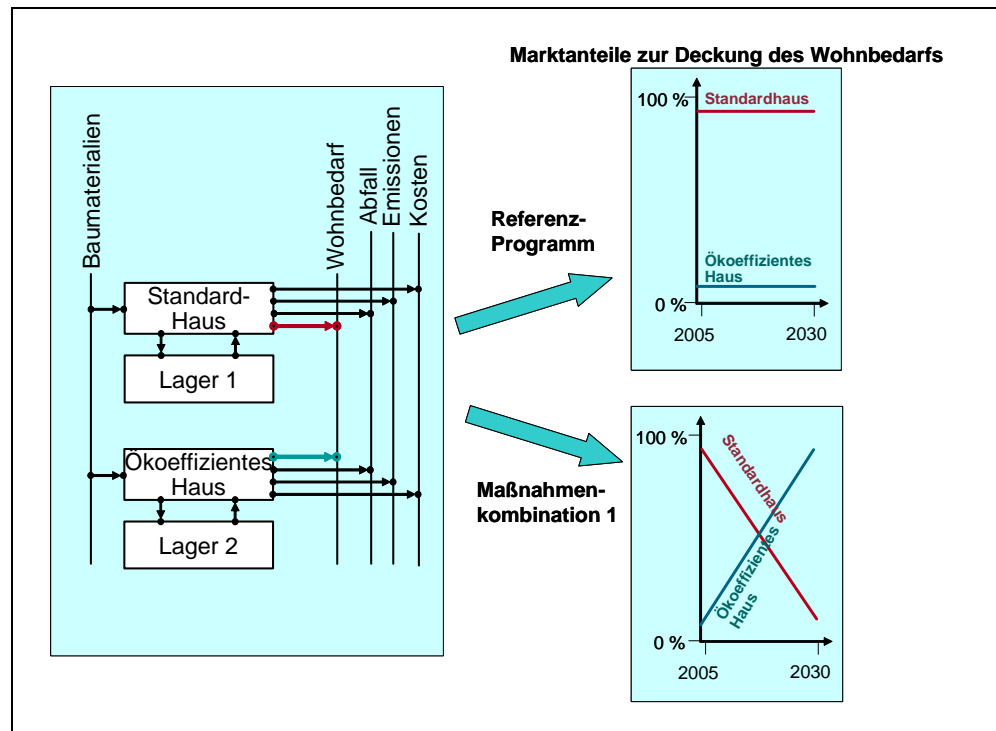 Marktanteile zur Deckung des Wohnbedarfs
Baumaterialien
Wohnbedarf
Abfall
Emissionen
Kosten
Standard-
Haus
Lager 1
Ökoeffizientes
Haus
Lager 2
Referenz-
Programm
Maßnahmen-
kombination 1
100 %
Standardhaus
Ökoeffizientes
Haus
0 %
2005
2030
100 %
Standardhaus
Ökoeffizientes
Haus
0 %
2005
2030